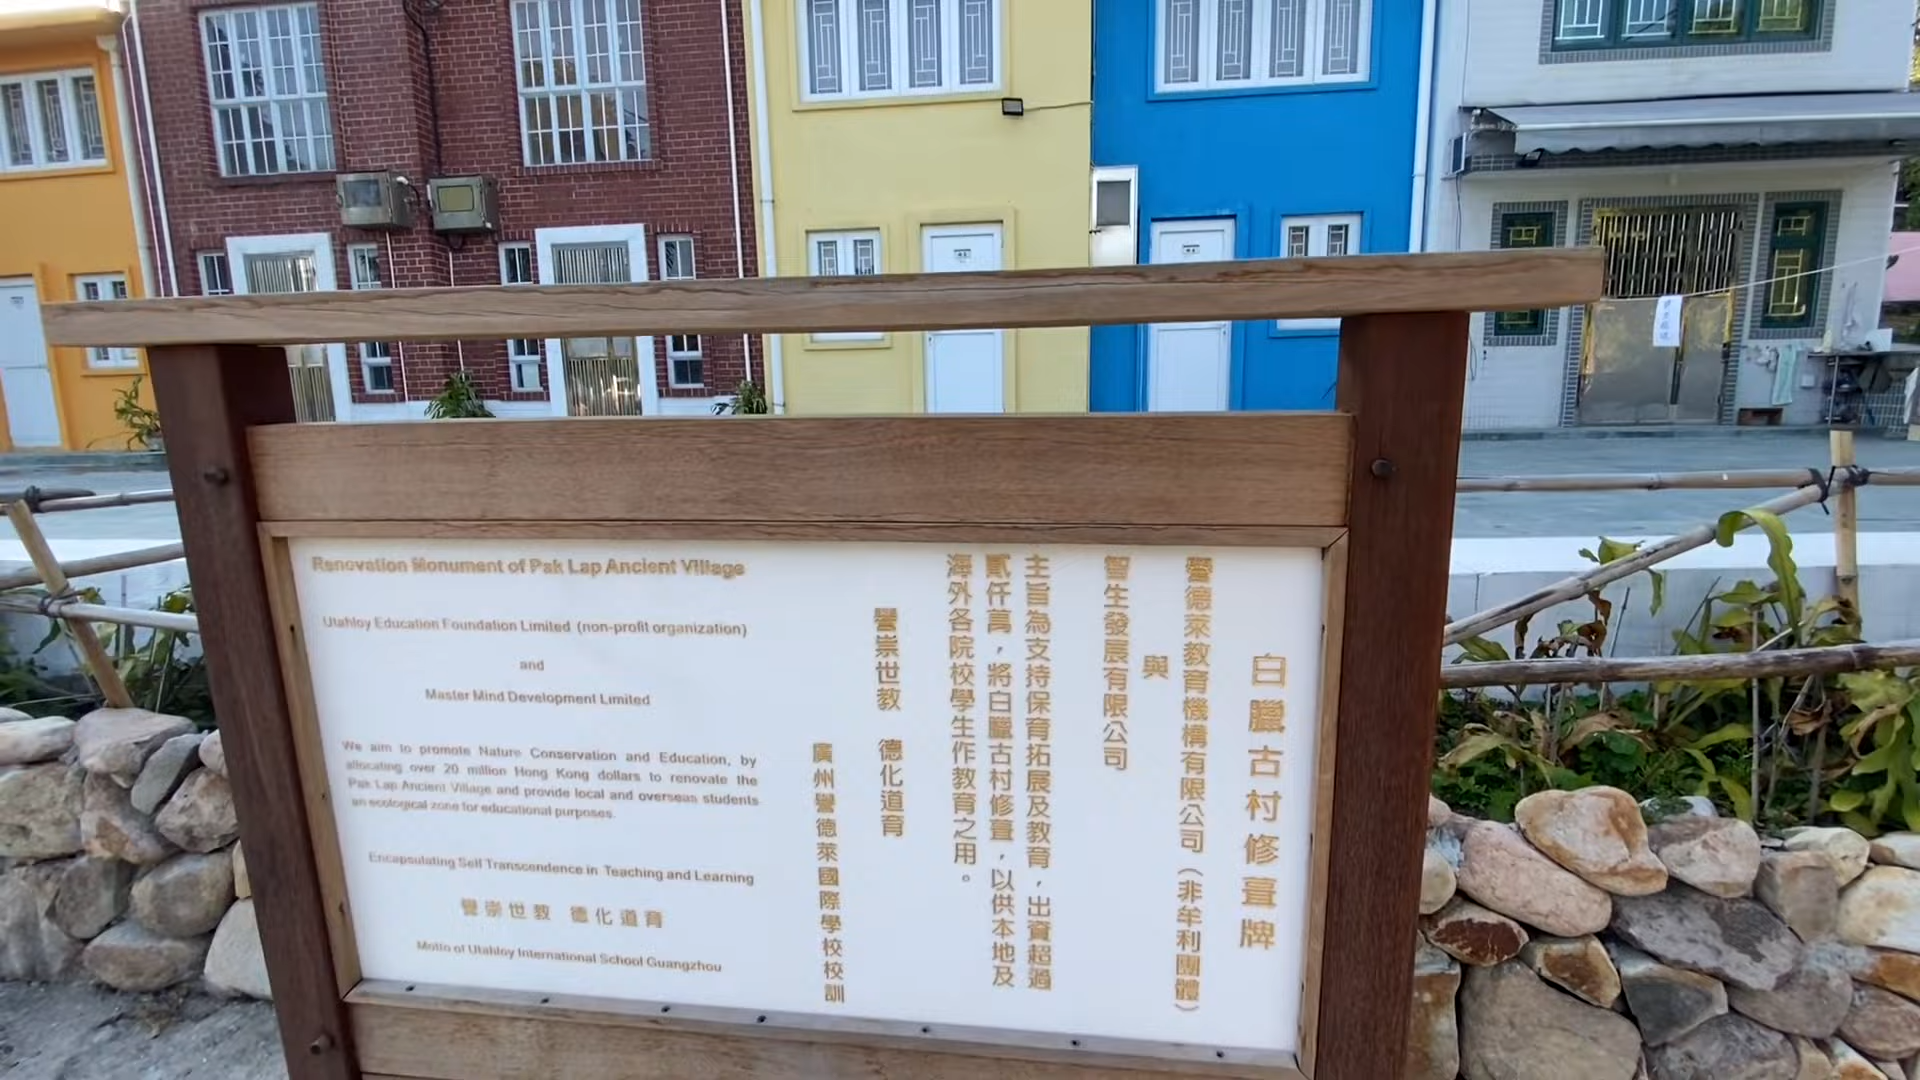 Renovation Monument of Pak Lap Ancient Village
Utahloy Education Foundation Limited (non-profit organization)
and
Master Mind Development Limited
We aim to promote Nature Conservation and Education, by
allocating over 20 million Hong Kong dollars to renovate the
Pak Lap Ancient Village and provide local and overseas students
an ecological zone for educational purposes.
Encapsulating Self Transcendence in Teaching and Learning
譽崇世教 德化道育
Motto of Utahloy International School Guangzhou
白臘古村修葺牌
譽德萊教育機構有限公司（非牟利團體）
與
智生發展有限公司
主旨為支持保育拓展及教育，出資超過
貳仟萬，將白臘古村修葺，以供本地及
海外各院校學生作教育之用。
譽崇世教 德化道育
廣州譽德萊國際學校校訓